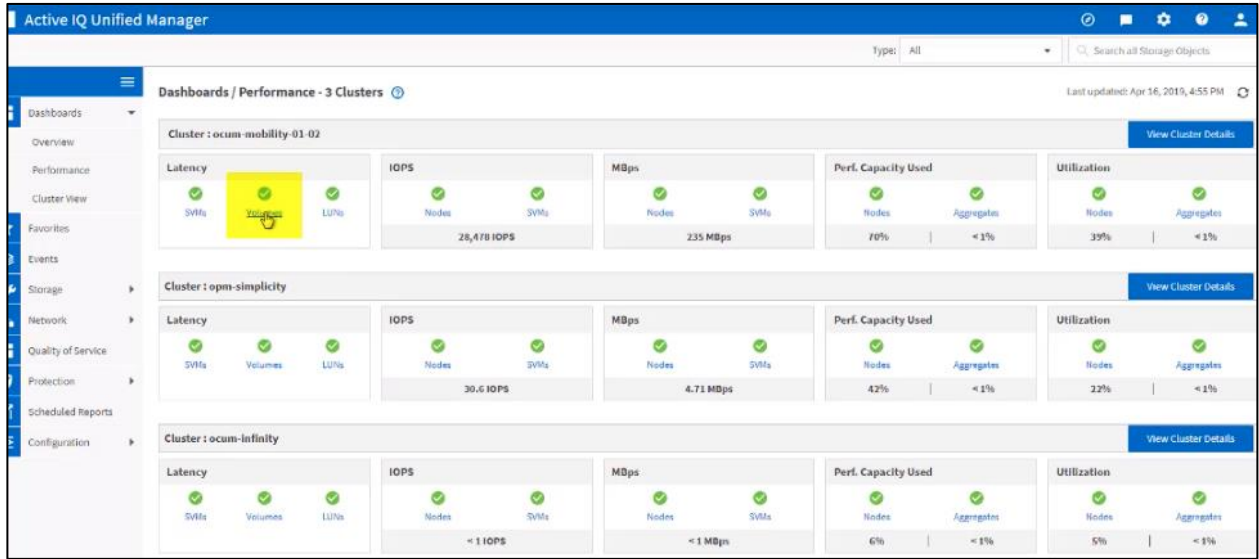 Active IQ Unified Manager
Type: All Search all Storage Objects
Dashboards / Performance - 3 Clusters Last updated: Apr 16, 2019, 4:55 PM
Dashboards
Overview
Performance
Cluster View
Favorites
Events
Storage
Network
Quality of Service
Protection
Scheduled Reports
Configuration
Cluster : ocum-mobility-01-02 View Cluster Details
Latency IOPS MBps Perf. Capacity Used Utilization
SVMs Volumes LUNs Nodes SVMs Nodes SVMs Nodes Aggregates Nodes Aggregates
28,478 IOPS 235 MBps 70% | <1% 39% | <1%
Cluster : opm-simplicity View Cluster Details
Latency IOPS MBps Perf. Capacity Used Utilization
SVMs Volumes LUNs Nodes SVMs Nodes SVMs Nodes Aggregates Nodes Aggregates
30.6 IOPS 4.71 MBps 42% | <1% 22% | <1%
Cluster : ocum-infinity View Cluster Details
Latency IOPS MBps Perf. Capacity Used Utilization
SVMs Volumes LUNs Nodes SVMs Nodes SVMs Nodes Aggregates Nodes Aggregates
< 1 IOPS < 1 MBps 6% | <1% 5% | <1%